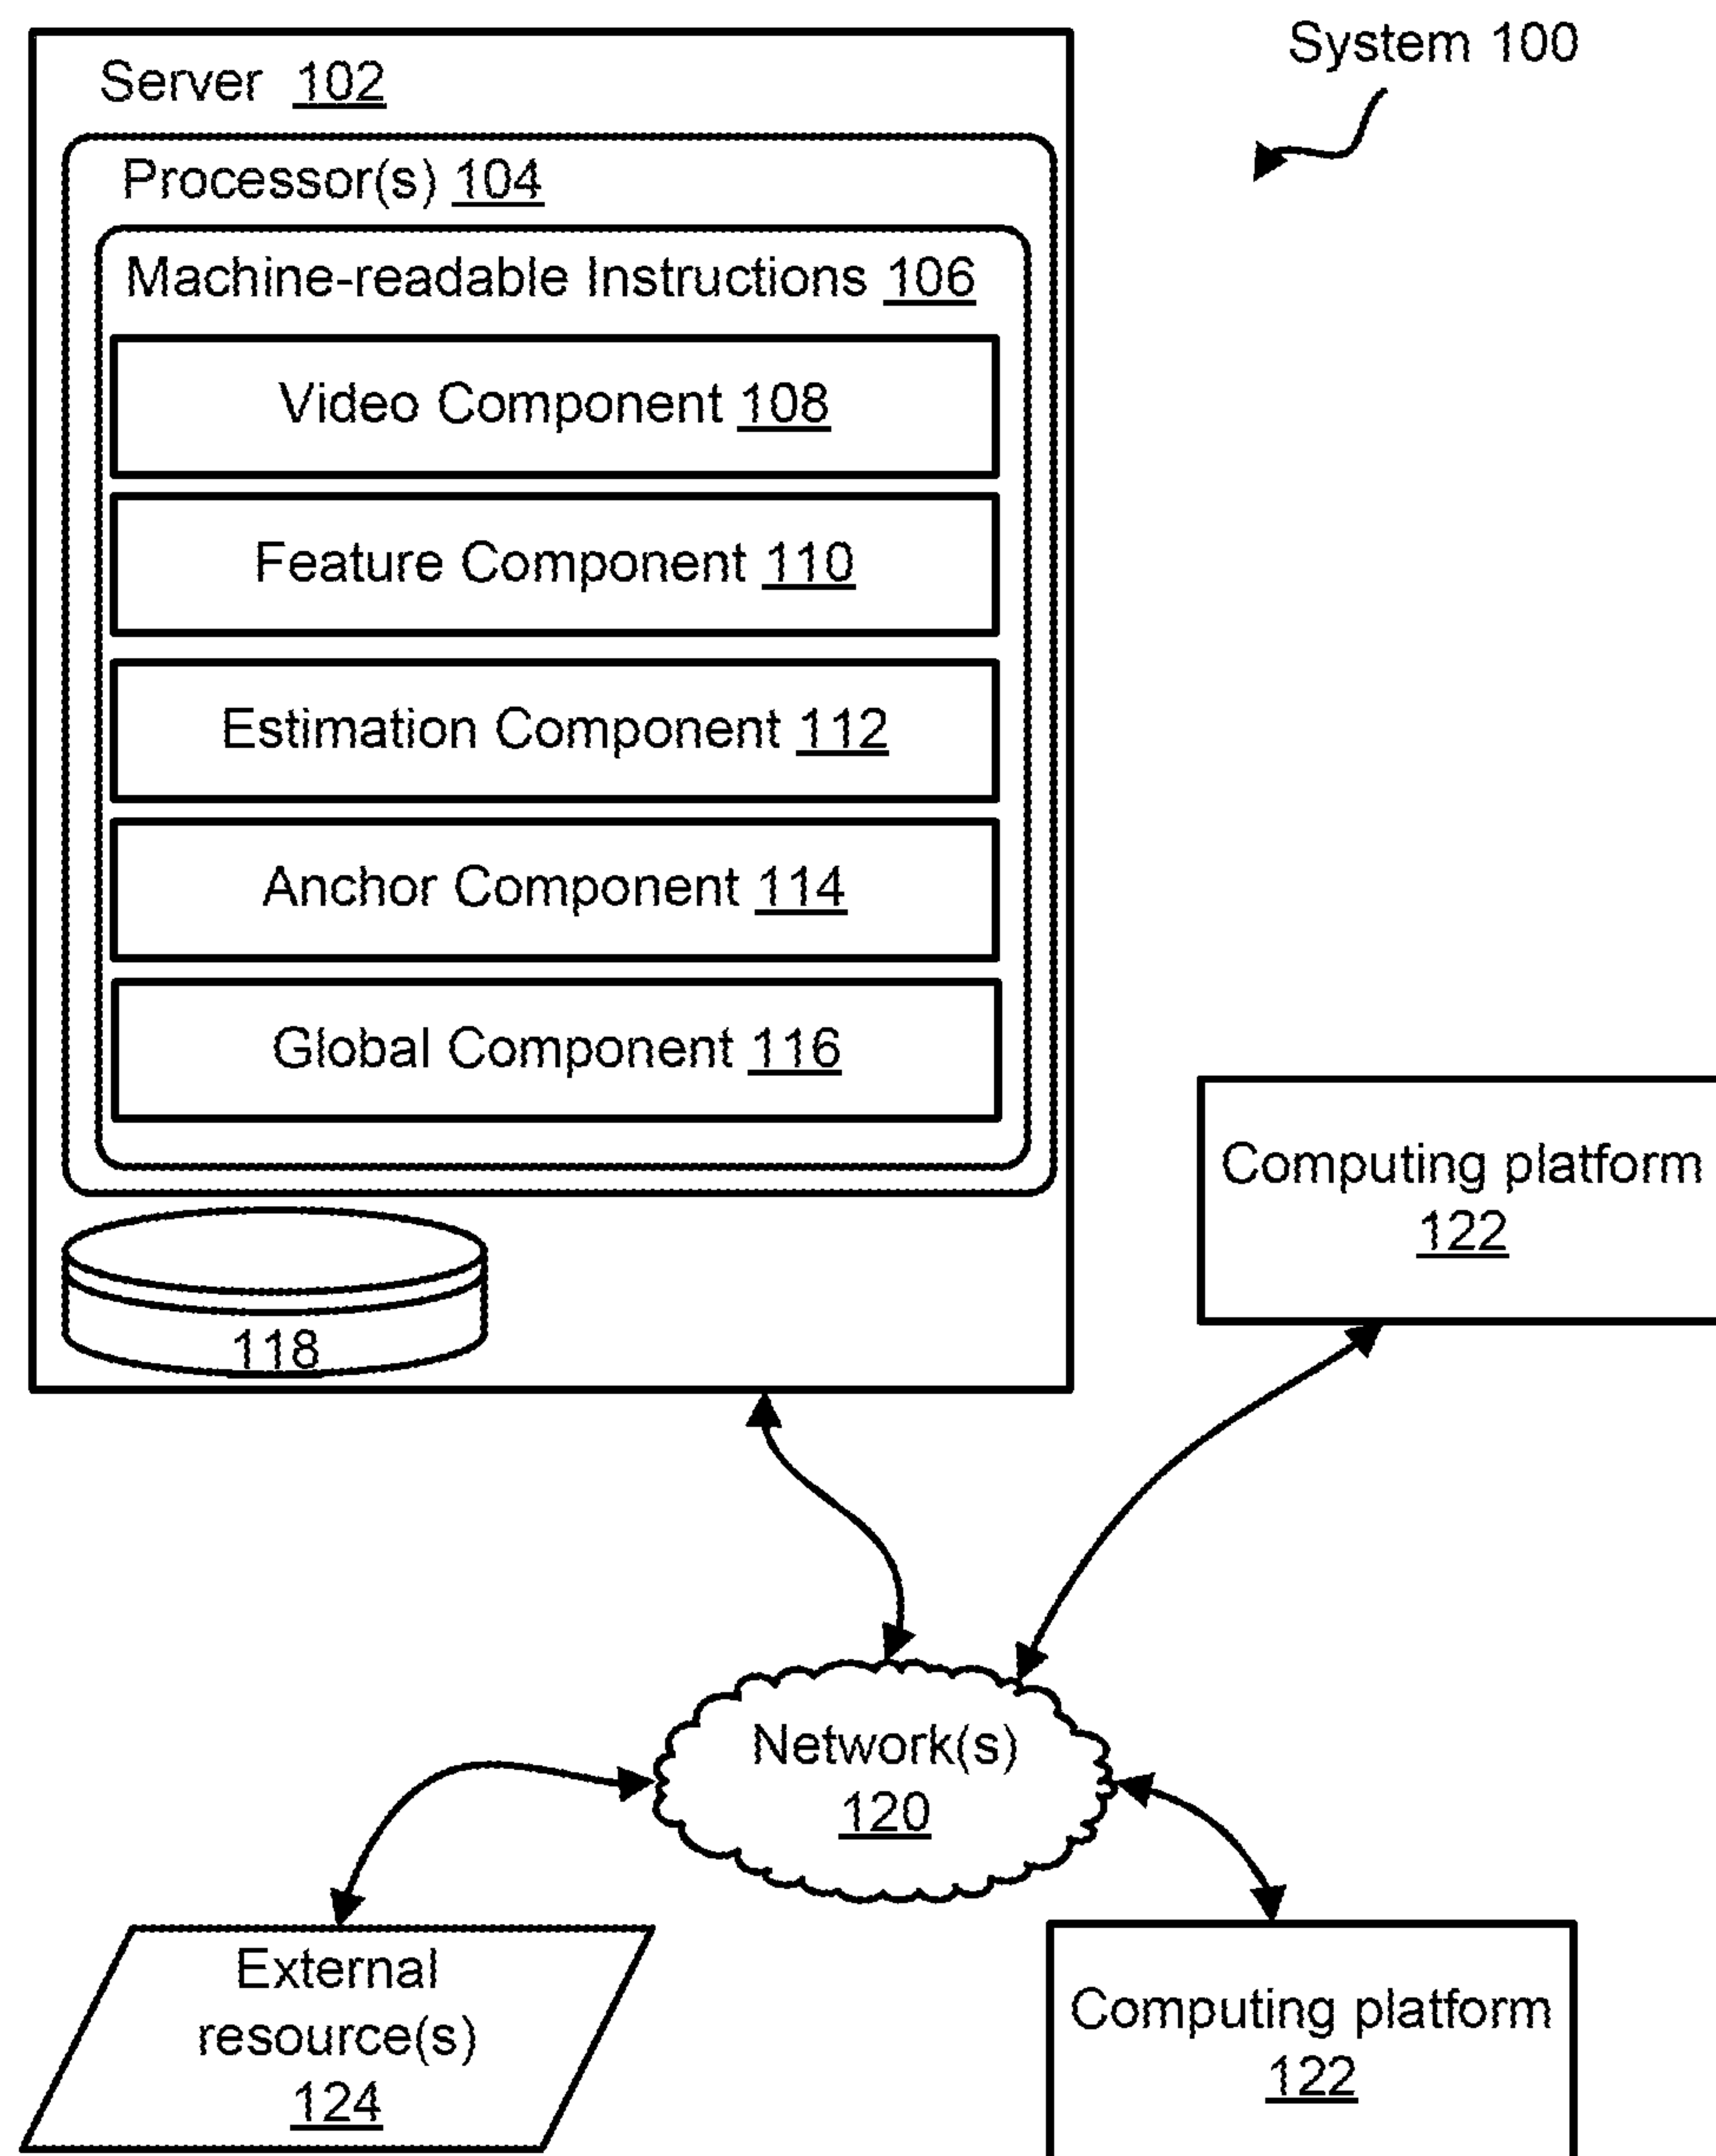 System 100
Server 102
Processor(s) 104
Machine-readable Instructions 106
Video Component 108
Feature Component 110
Estimation Component 112
Anchor Component 114
Global Component 116
118
Computing platform
122
Network(s)
120
External
resource(s)
124
Computing platform
122